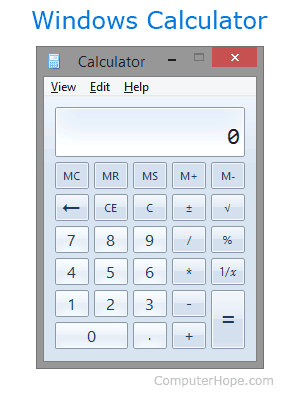 Windows Calculator
Calculator
View Edit Help
0
MC MR MS M+ M-
← CE C ± √
7 8 9 / %
4 5 6 * 1/x
1 2 3 - =
0 . +
ComputerHope.com